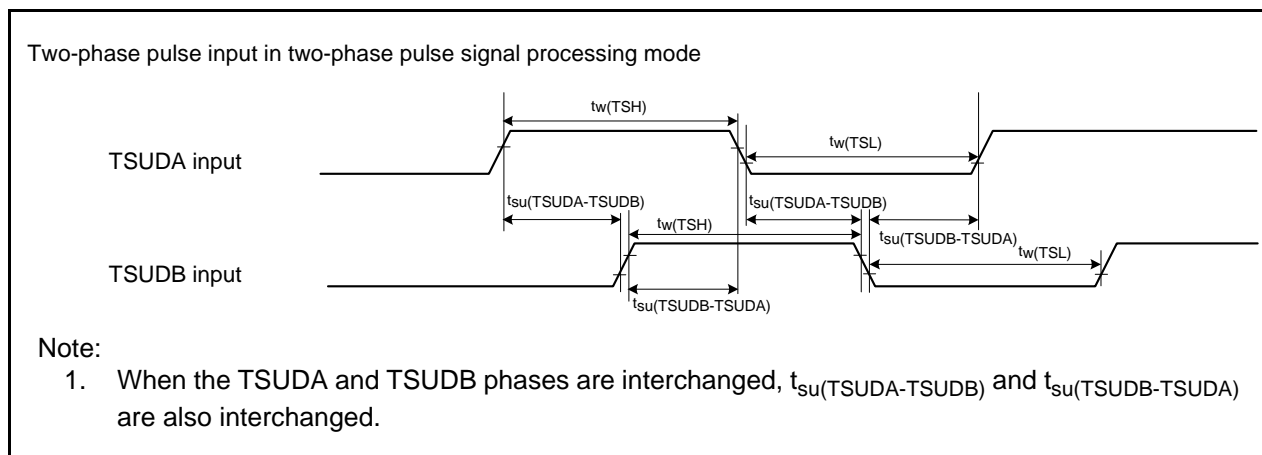 Two-phase pulse input in two-phase pulse signal processing mode
tw(TSH)
TSUDA input
tw(TSL)
tsu(TSUDA-TSUDB)
tsu(TSUDA-TSUDB)
tw(TSH)
tsu(TSUDB-TSUDA)
tw(TSL)
TSUDB input
tsu(TSUDB-TSUDA)
Note:
1. When the TSUDA and TSUDB phases are interchanged, tsu(TSUDA-TSUDB) and tsu(TSUDB-TSUDA)
are also interchanged.